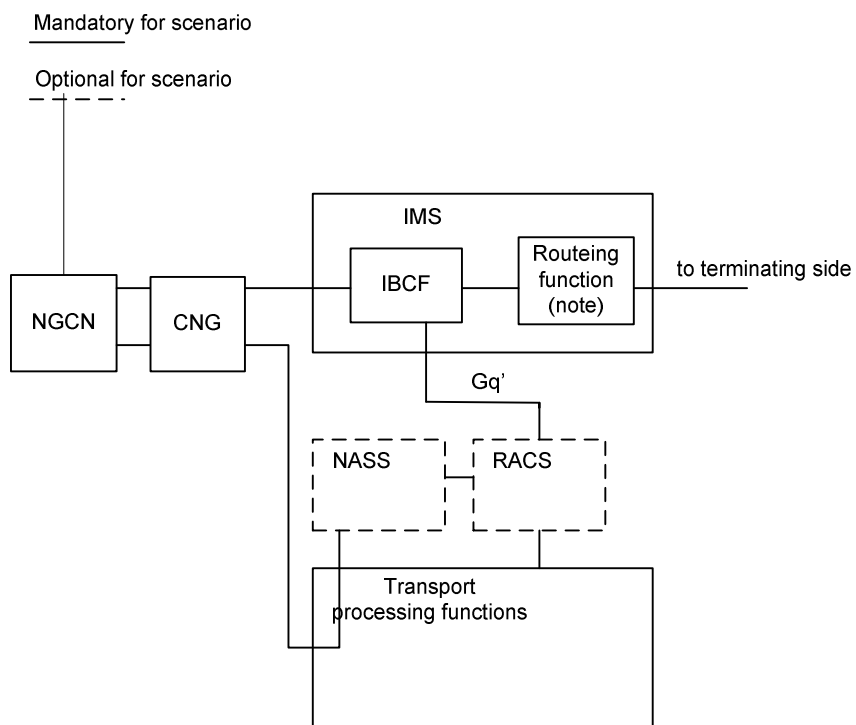 Mandatory for scenario
Optional for scenario
IMS
IBCF
Routeing
function
(note)
to terminating side
NGCN
CNG
Gq’
NASS
RACS
Transport
processing functions